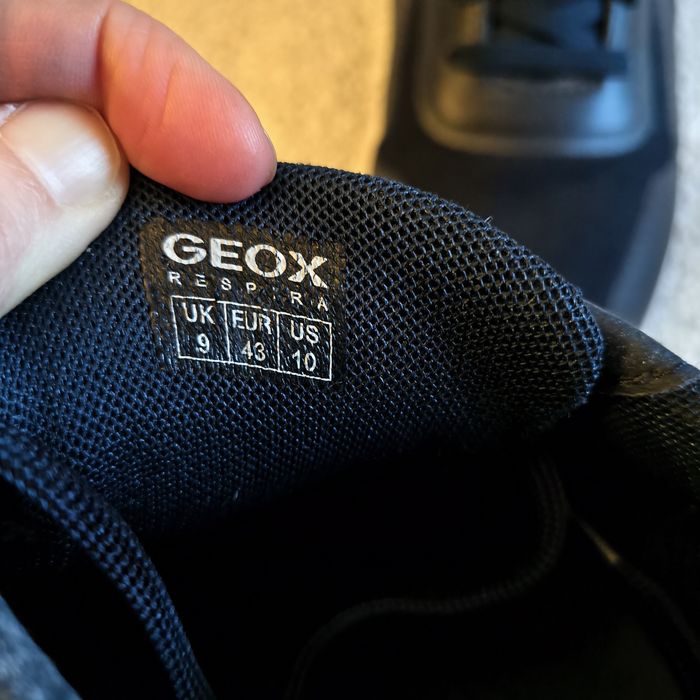 GEOX
RESPIRA
UK EUR US
9 43 10